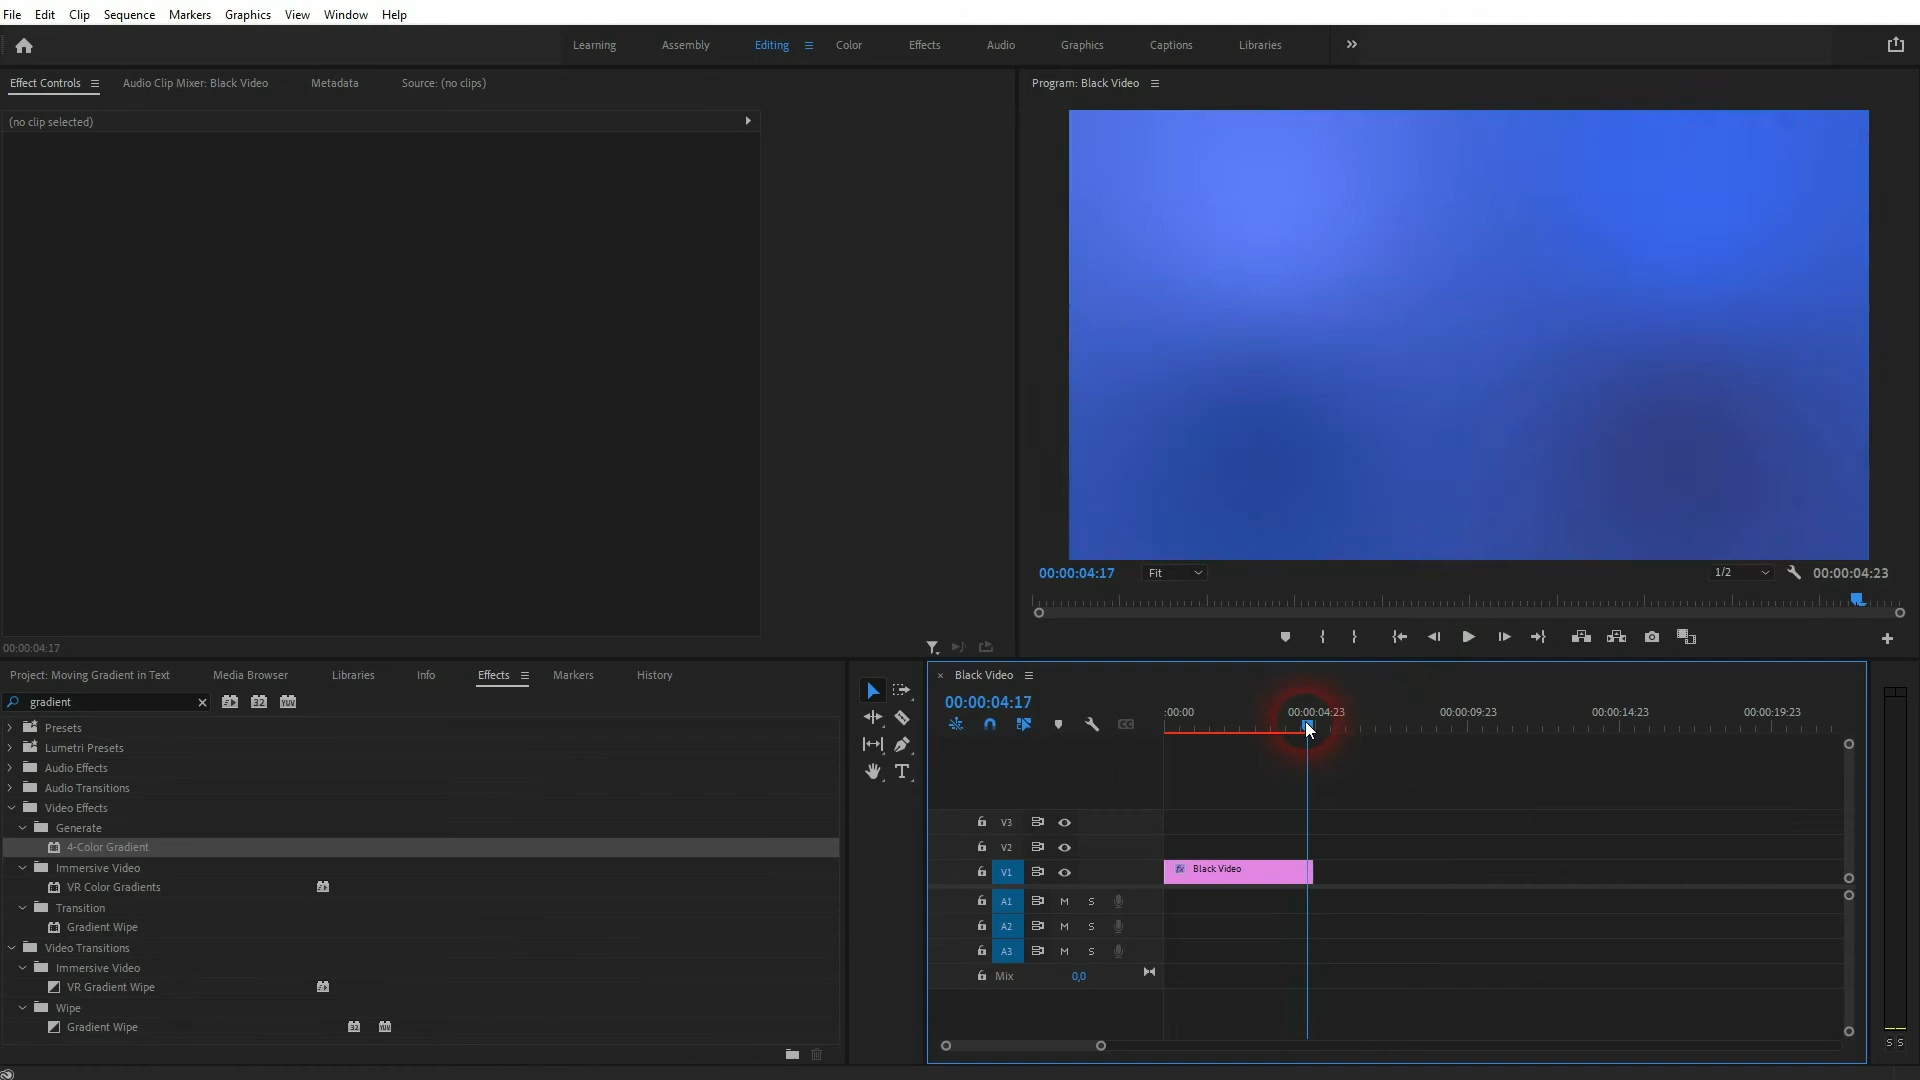 File Edit Clip Sequence Markers Graphics View Window Help
Learning Assembly Editing Color Effects Audio Graphics Captions Libraries
Effect Controls Audio Clip Mixer: Black Video Metadata Source: (no clips)
Program: Black Video
(no clip selected)
00:00:04:17 Fit 1/2 00:00:04:23
00:00:04:17
Project: Moving Gradient in Text Media Browser Libraries Info Effects Markers History
gradient 32 YUV
Presets
Lumetri Presets
Audio Effects
Audio Transitions
Video Effects
Generate
4-Color Gradient
Immersive Video
VR Color Gradients
Transition
Gradient Wipe
Video Transitions
Immersive Video
VR Gradient Wipe
Wipe
Gradient Wipe 32 YUV
T
× Black Video
00:00:04:17
:00:00 00:00:04:23 00:00:09:23 00:00:14:23 00:00:19:23
CC
V3
V2
V1 fx Black Video
A1 M S
A2 M S
A3 M S
Mix 0,0
S S